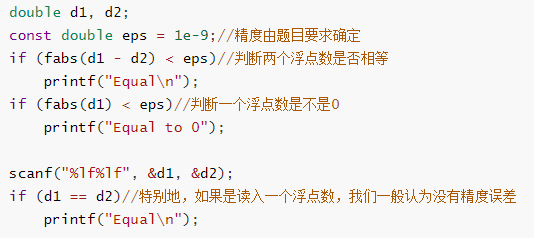 double d1, d2;
const double eps = 1e-9;//精度由题目要求确定
if (fabs(d1 - d2) < eps)//判断两个浮点数是否相等
    printf("Equal\n");
if (fabs(d1) < eps)//判断一个浮点数是不是0
    printf("Equal to 0");

scanf("%lf%lf", &d1, &d2);
if (d1 == d2)//特别地，如果是读入一个浮点数，我们一般认为没有精度误差
    printf("Equal\n");